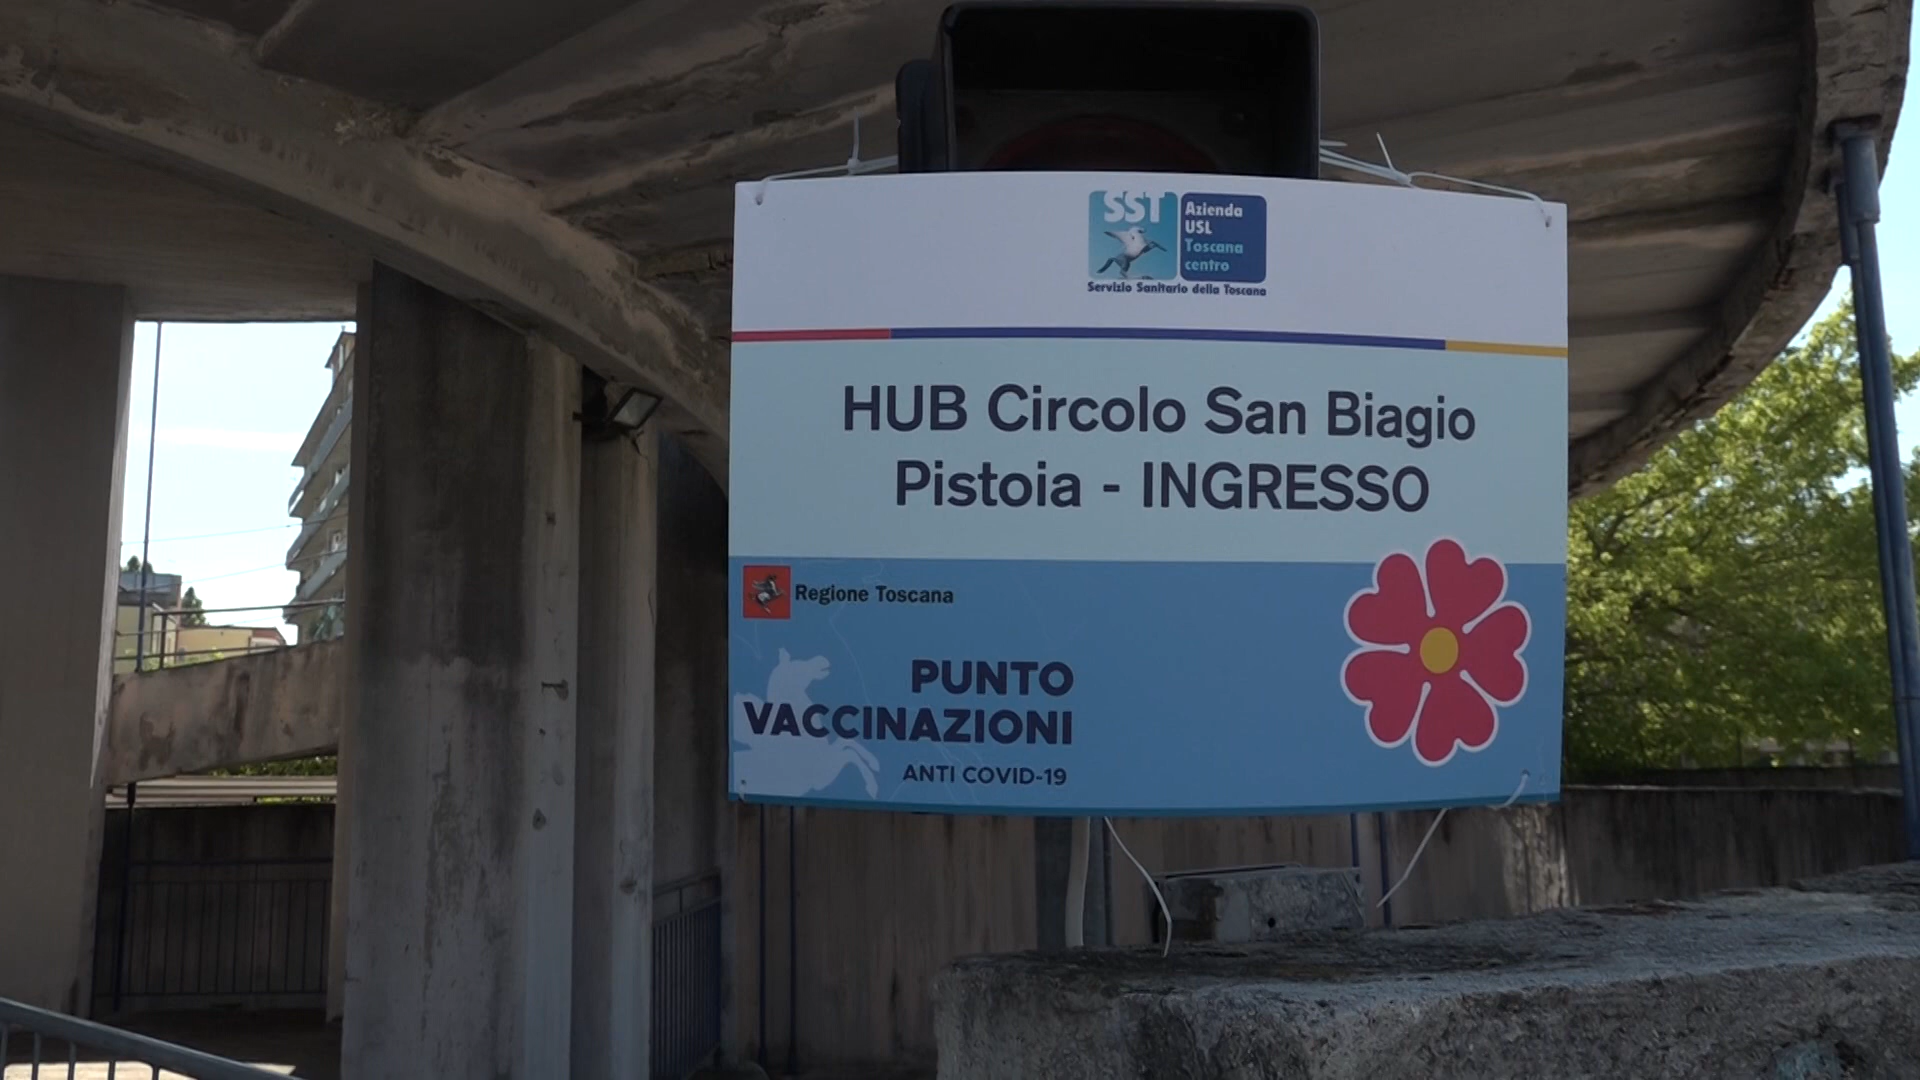 SST
Azienda
USL
Toscana
centro
Servizio Sanitario della Toscana
HUB Circolo San Biagio
Pistoia - INGRESSO
Regione Toscana
PUNTO
VACCINAZIONI
ANTI COVID-19